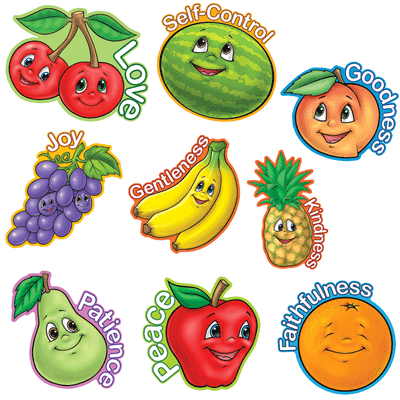 Love
Self-Control
Goodness
Joy
Gentleness
Kindness
Patience
Peace
Faithfulness